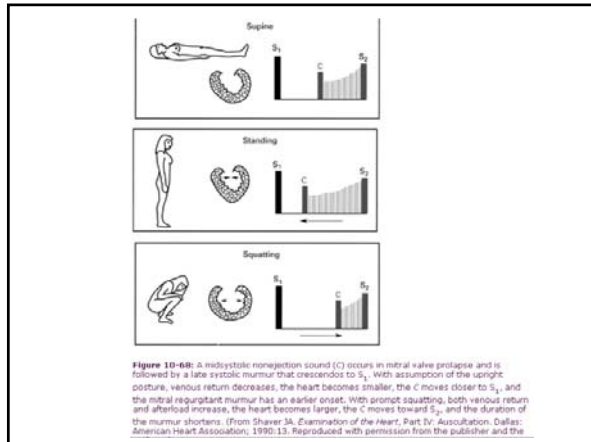 Supine
S1
C
S2
Standing
S1
C
S2
Squatting
S1
C
S2
Figure 10-68: A midsystolic nonejection sound (C) occurs in mitral valve prolapse and is
followed by a late systolic murmur that crescendos to S1. With assumption of the upright
posture, venous return decreases, the heart becomes smaller, the C moves closer to S1, and
the mitral regurgitant murmur has an earlier onset. With prompt squatting, both venous return
and afterload increase, the heart becomes larger, the C moves toward S2, and the duration of
the murmur shortens. (From Shaver JA. Examination of the Heart, Part IV: Auscultation. Dallas:
American Heart Association; 1990:13. Reproduced with permission from the publisher and the